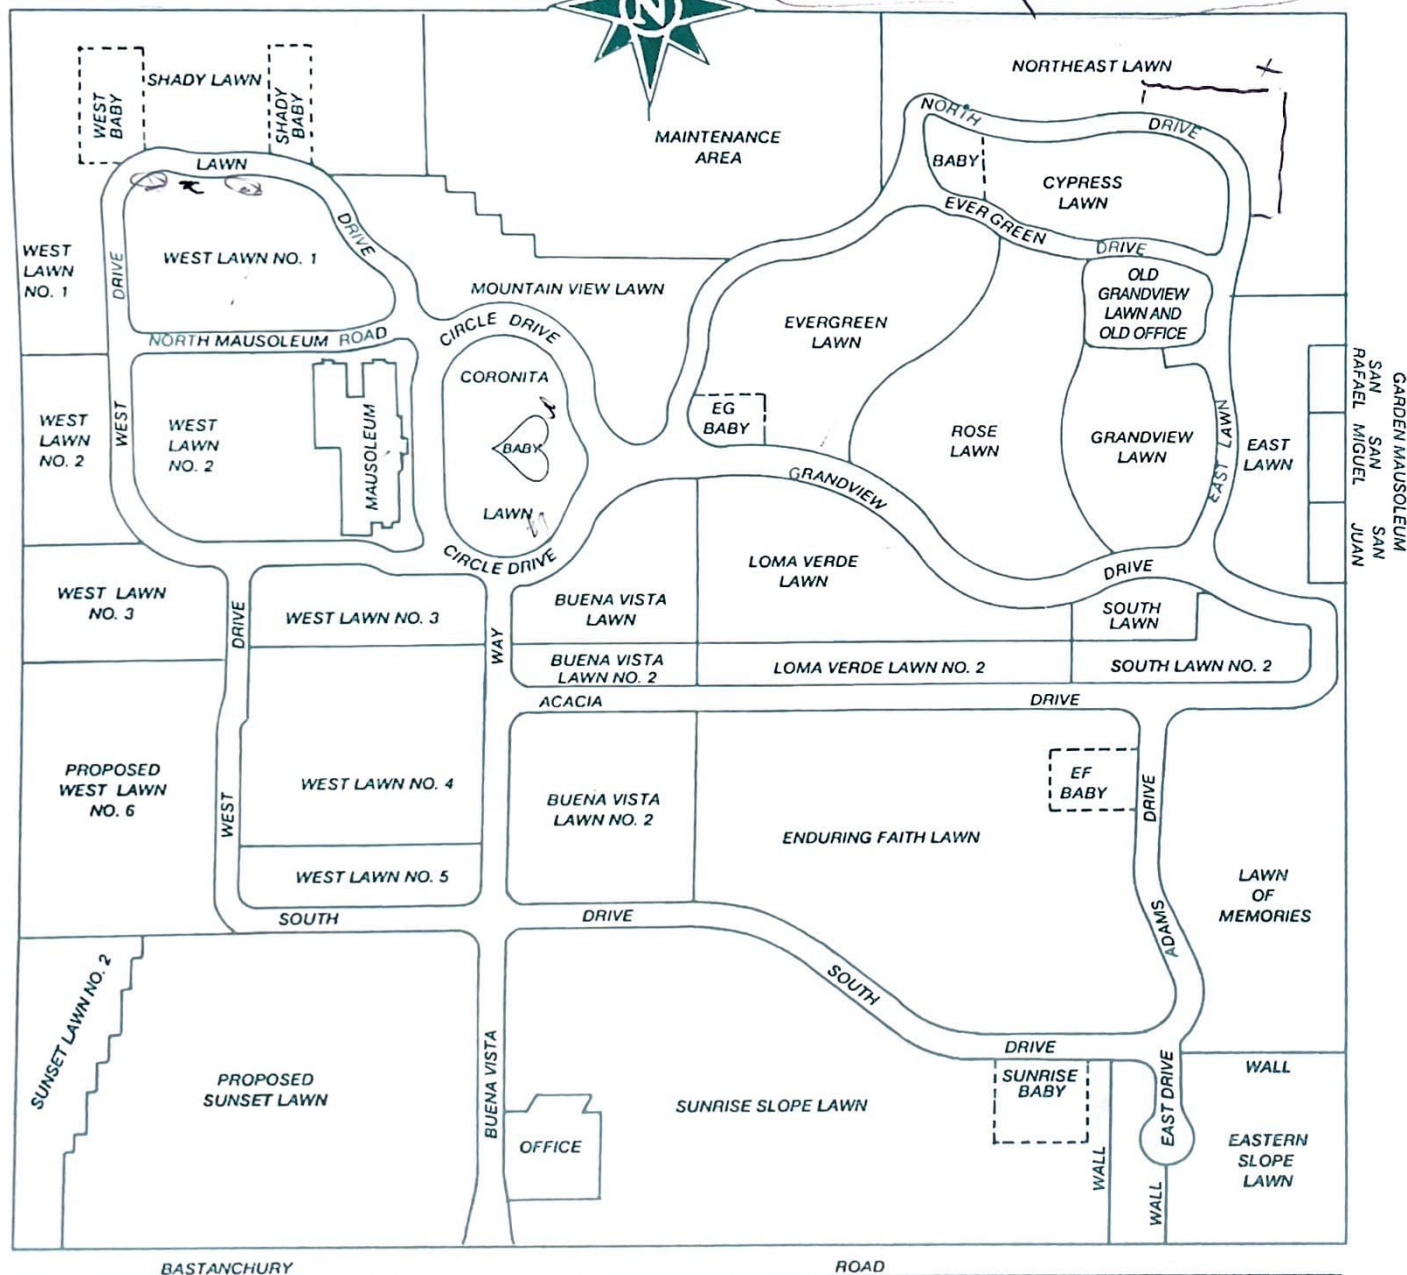 N
NORTHEAST LAWN
SHADY LAWN
WEST
BABY
SHADY
BABY
MAINTENANCE
AREA
NORTH
DRIVE
BABY
CYPRESS
LAWN
LAWN
DRIVE
EVERGREEN
DRIVE
WEST
LAWN
NO. 1
DRIVE
WEST LAWN NO. 1
OLD
GRANDVIEW
LAWN AND
OLD OFFICE
MOUNTAIN VIEW LAWN
EVERGREEN
LAWN
NORTH MAUSOLEUM ROAD
CIRCLE DRIVE
CORONITA
BABY
LAWN
CIRCLE DRIVE
WEST
LAWN
NO. 2
WEST
WEST
LAWN
NO. 2
MAUSOLEUM
EG
BABY
ROSE
LAWN
GRANDVIEW
LAWN
EAST LAWN
EAST
LAWN
SAN
RAFAEL
SAN
MIGUEL
SAN
JUAN
GARDEN MAUSOLEUM
GRANDVIEW
DRIVE
LOMA VERDE
LAWN
WEST LAWN
NO. 3
DRIVE
WEST LAWN NO. 3
WAY
BUENA VISTA
LAWN
SOUTH
LAWN
BUENA VISTA
LAWN NO. 2
LOMA VERDE LAWN NO. 2
SOUTH LAWN NO. 2
ACACIA
DRIVE
PROPOSED
WEST LAWN
NO. 6
WEST
WEST LAWN NO. 4
BUENA VISTA
LAWN NO. 2
EF
BABY
DRIVE
ENDURING FAITH LAWN
WEST LAWN NO. 5
LAWN
OF
MEMORIES
SOUTH
DRIVE
ADAMS
SOUTH
DRIVE
SUNSET LAWN NO. 2
PROPOSED
SUNSET LAWN
BUENA VISTA
OFFICE
SUNRISE SLOPE LAWN
SUNRISE
BABY
WALL
EAST DRIVE
WALL
WALL
EASTERN
SLOPE
LAWN
BASTANCHURY
ROAD